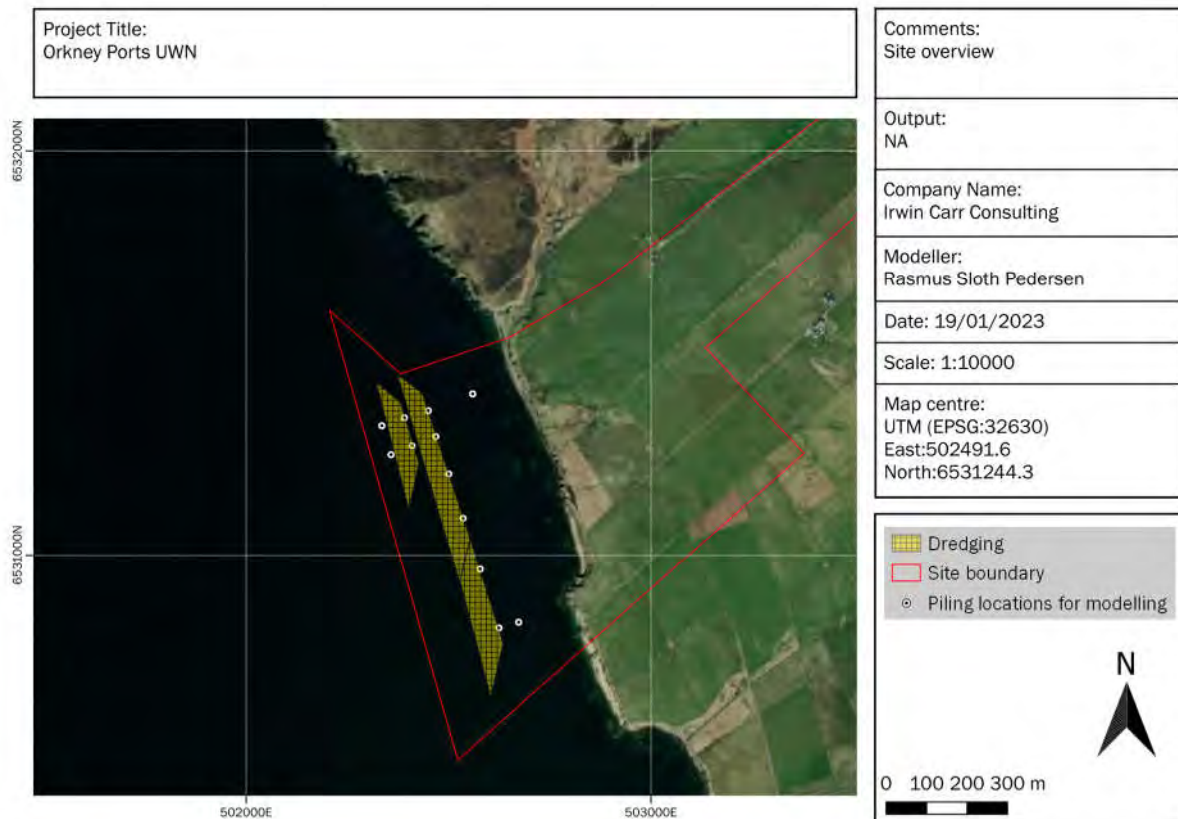 Project Title:
Orkney Ports UWN
Comments:
Site overview
Output:
NA
Company Name:
Irwin Carr Consulting
Modeller:
Rasmus Sloth Pedersen
Date: 19/01/2023
Scale: 1:10000
Map centre:
UTM (EPSG:32630)
East:502491.6
North:6531244.3
6532000N
6531000N
502000E
503000E
Dredging
Site boundary
Piling locations for modelling
N
0 100 200 300 m